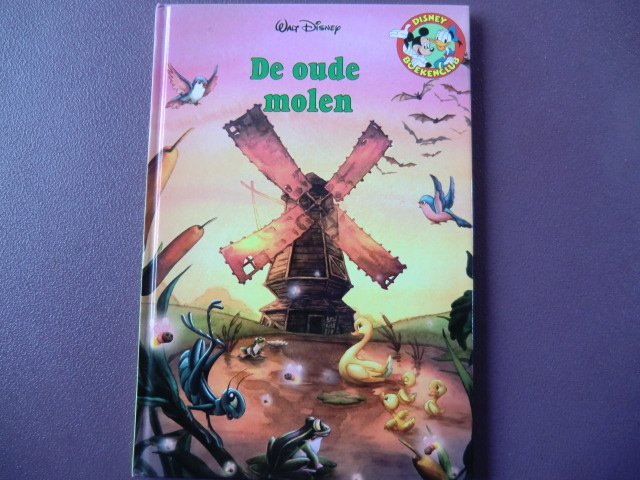 Walt Disney
DISNEY
BOEKENCLUB
De oude
molen